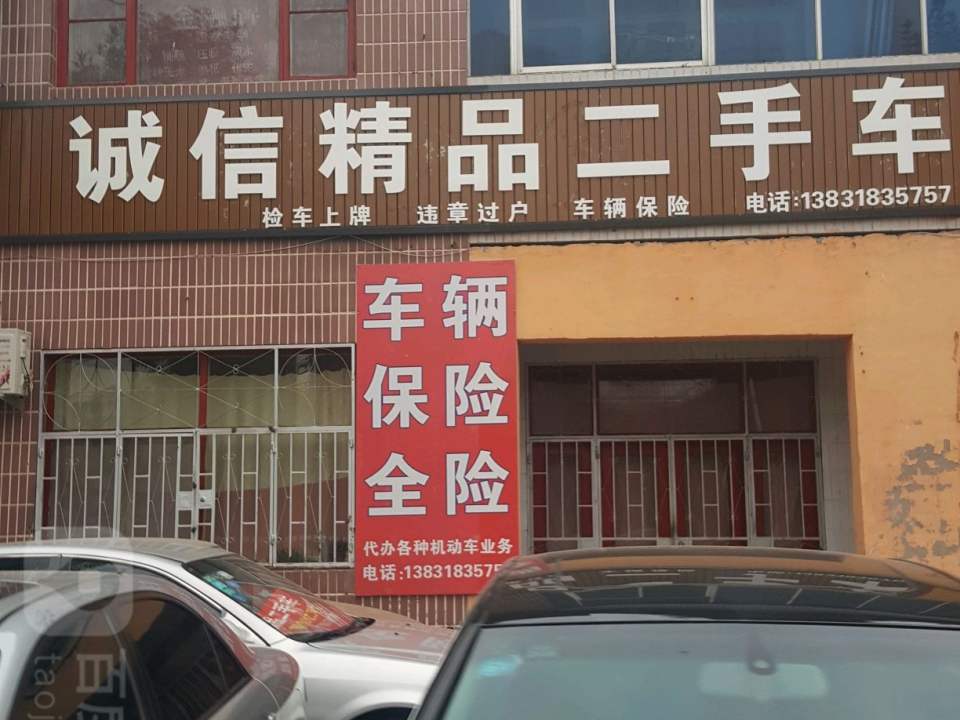 诚信精品二手车
检车上牌 违章过户 车辆保险 电话:13831835757
车辆
保险
全险
代办各种机动车业务
电话:1383183575